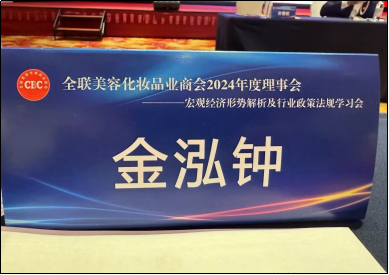 CEC
全联美容化妆品业商会2024年度理事会
———宏观经济形势解析及行业政策法规学习会
金泓钟